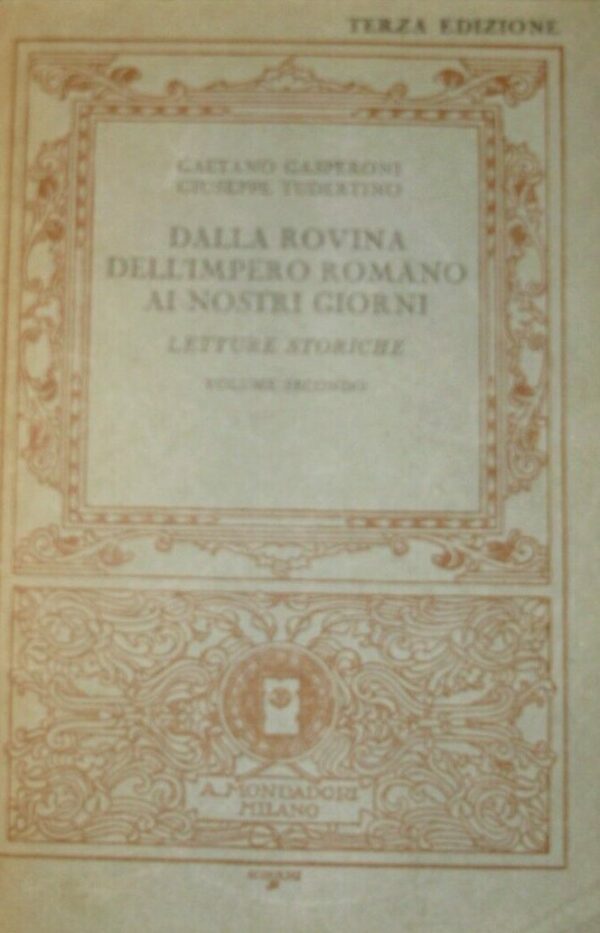 TERZA EDIZIONE
GAETANO GASPERONI
GIUSEPPE TUDERTINO
DALLA ROVINA
DELL'IMPERO ROMANO
AI NOSTRI GIORNI
LETTURE STORICHE
VOLUME SECONDO
A. MONDADORI
MILANO